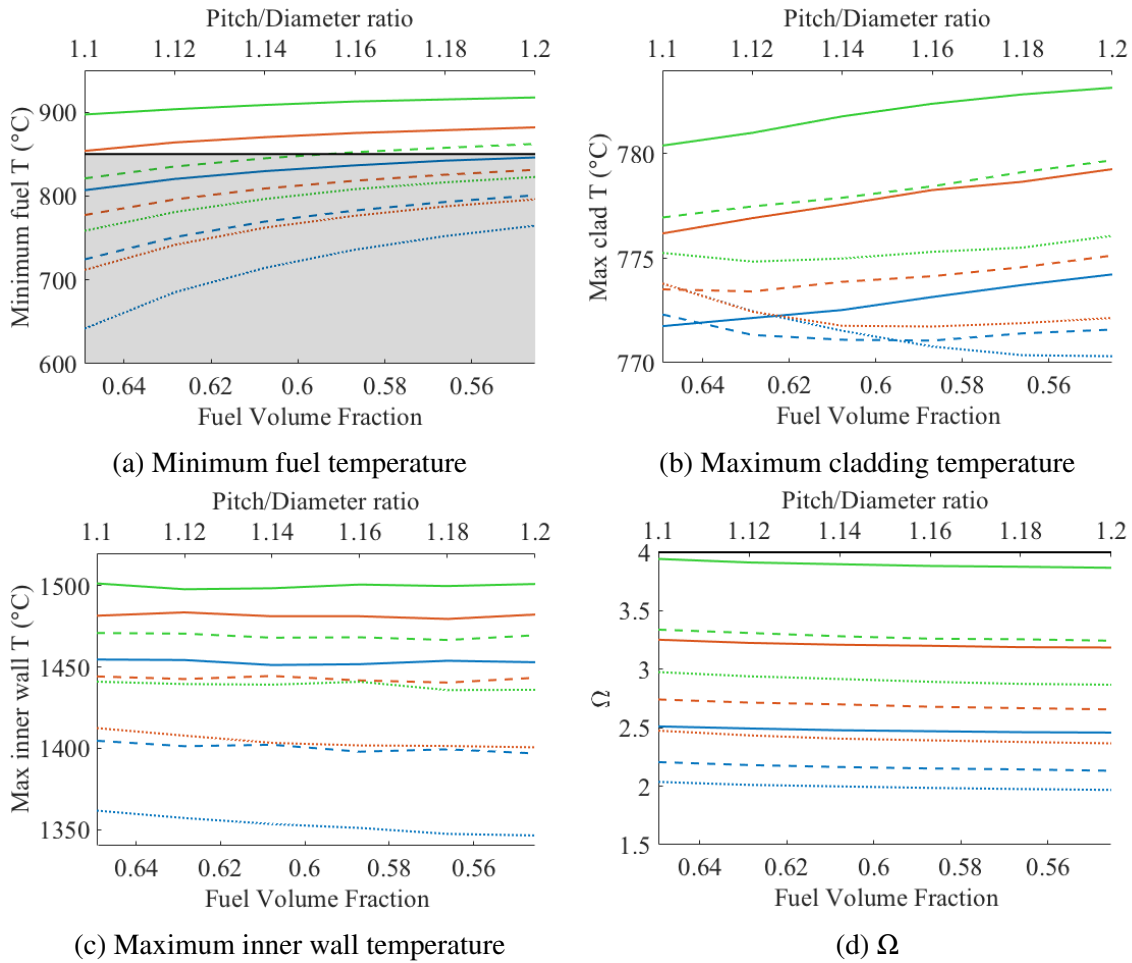 Pitch/Diameter ratio
1.1 1.12 1.14 1.16 1.18 1.2
Minimum fuel T (°C)
900
800
700
600
0.64 0.62 0.6 0.58 0.56
Fuel Volume Fraction
(a) Minimum fuel temperature
Pitch/Diameter ratio
1.1 1.12 1.14 1.16 1.18 1.2
Max clad T (°C)
780
775
770
0.64 0.62 0.6 0.58 0.56
Fuel Volume Fraction
(b) Maximum cladding temperature
Pitch/Diameter ratio
1.1 1.12 1.14 1.16 1.18 1.2
Max inner wall T (°C)
1500
1450
1400
1350
0.64 0.62 0.6 0.58 0.56
Fuel Volume Fraction
(c) Maximum inner wall temperature
Pitch/Diameter ratio
1.1 1.12 1.14 1.16 1.18 1.2
Ω
4
3.5
3
2.5
2
1.5
0.64 0.62 0.6 0.58 0.56
Fuel Volume Fraction
(d) Ω